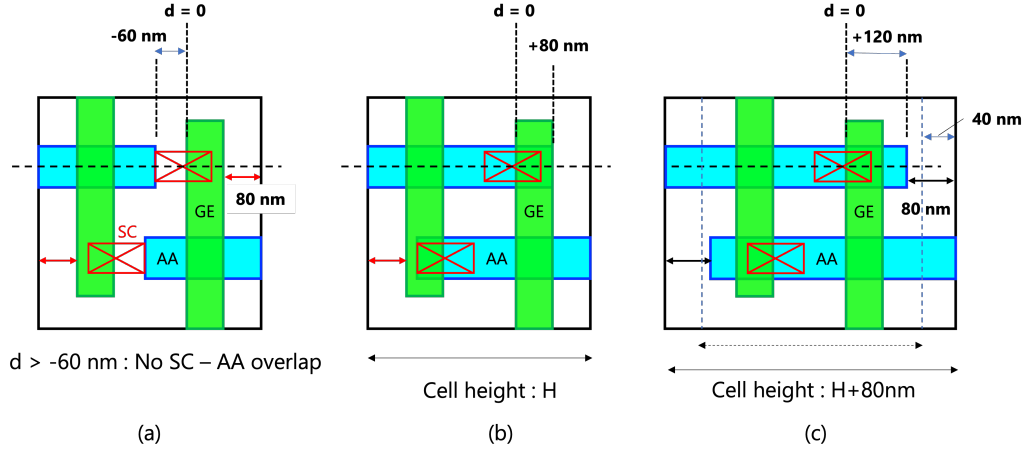 d = 0
-60 nm
80 nm
GE
SC
AA
d > -60 nm : No SC – AA overlap
(a)
d = 0
+80 nm
GE
AA
Cell height : H
(b)
d = 0
+120 nm
40 nm
80 nm
GE
AA
Cell height : H+80nm
(c)